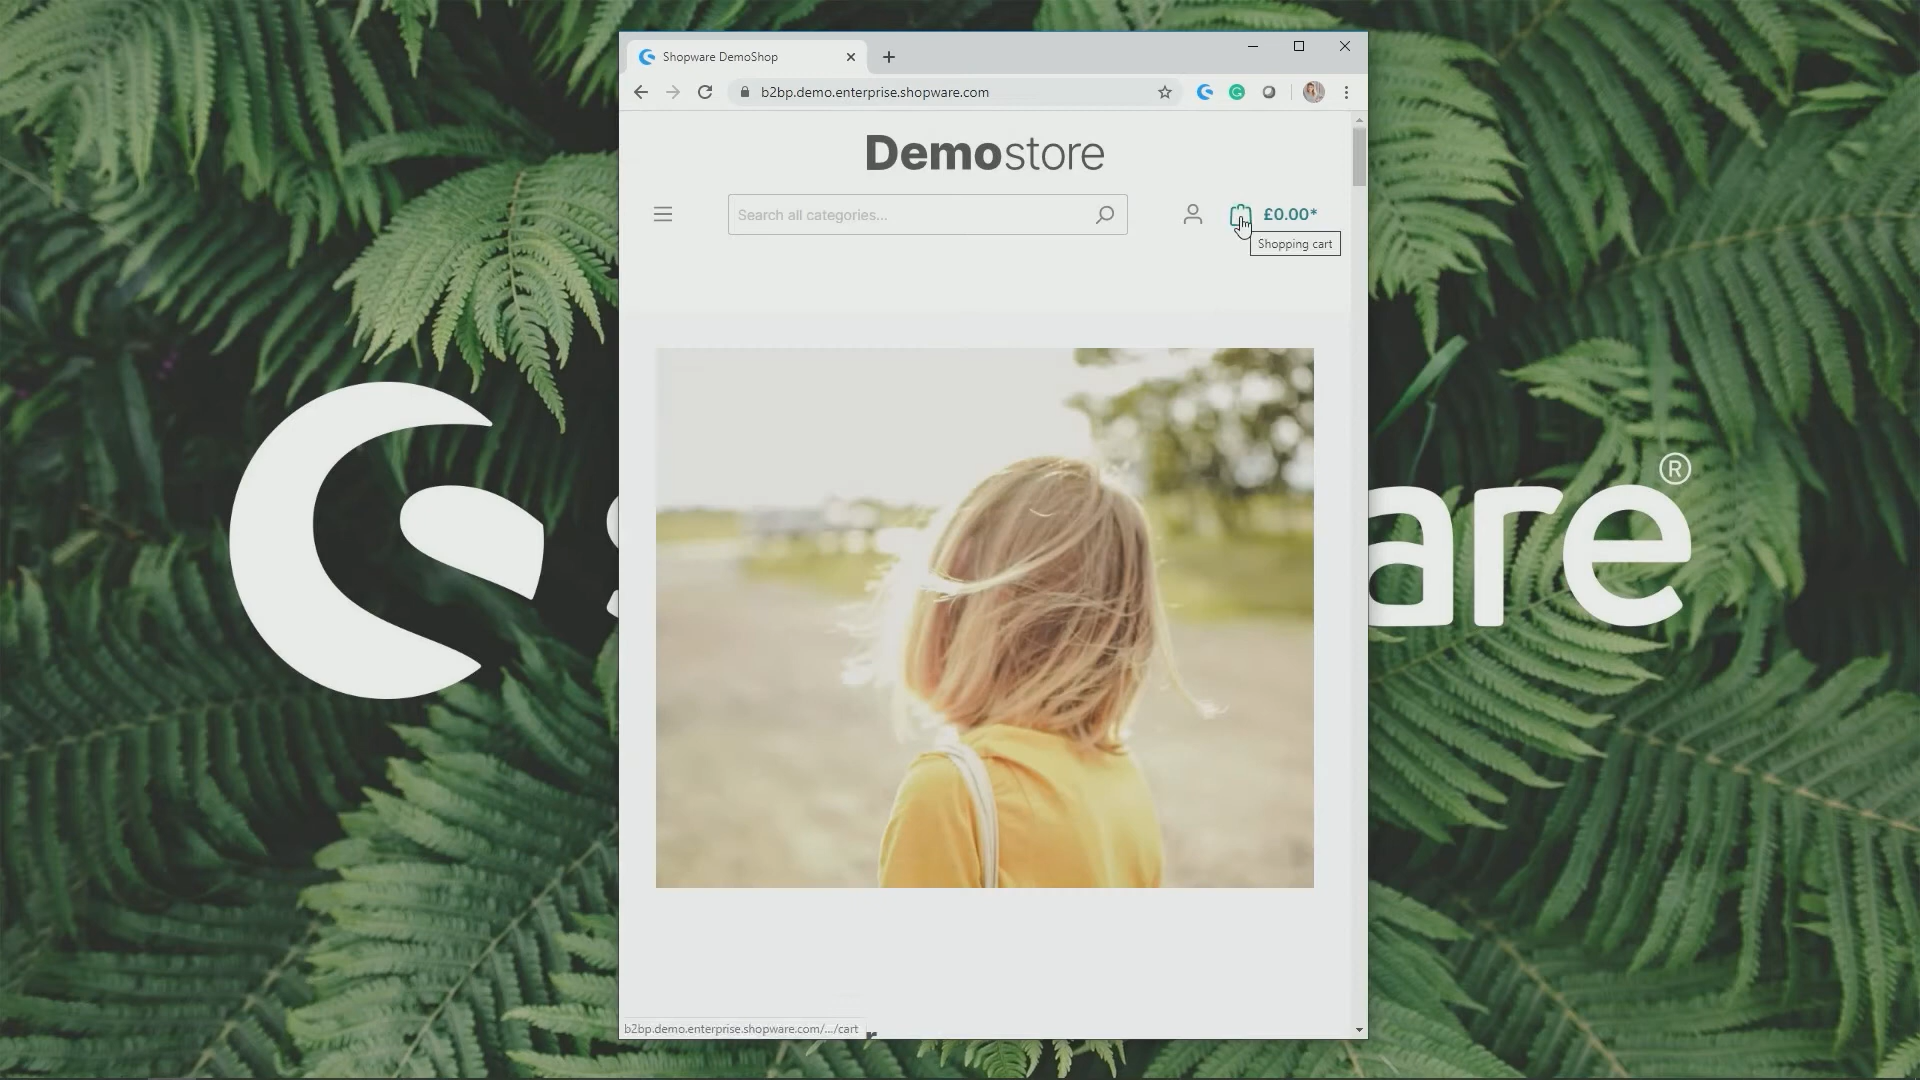 Shopware DemoShop
b2bp.demo.enterprise.shopware.com
Demostore
Search all categories...
£0.00*
Shopping cart
are®
b2bp.demo.enterprise.shopware.com/.../cart